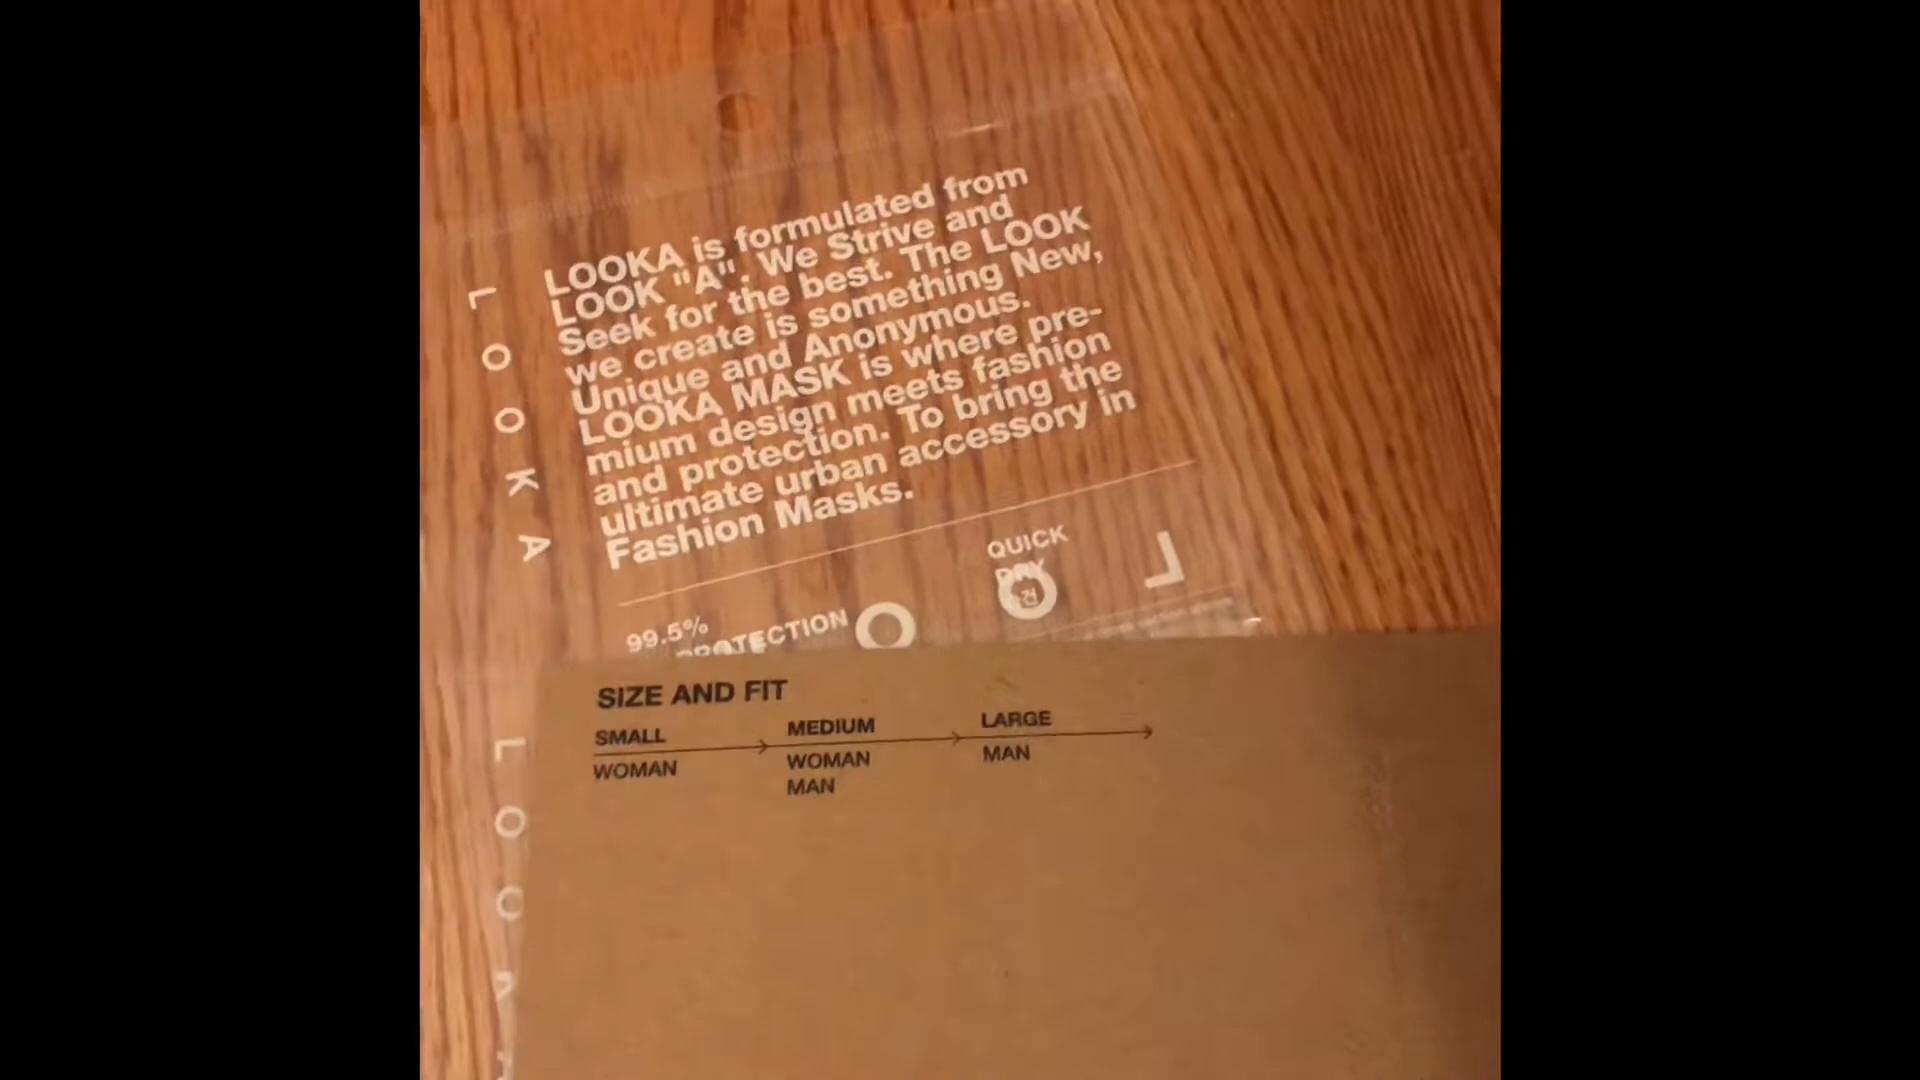 LOOKA is formulated from
LOOK "A". We Strive and
Seek for the best. The LOOK
we create is something New,
Unique and Anonymous.
LOOKA MASK is where pre-
mium design meets fashion
and protection. To bring the
ultimate urban accessory in
Fashion Masks.
LOOKA
QUICK
DRY
99.5%
PROTECTION
L
O
O
SIZE AND FIT
SMALL
MEDIUM
LARGE
WOMAN
WOMAN
MAN
MAN
LOO